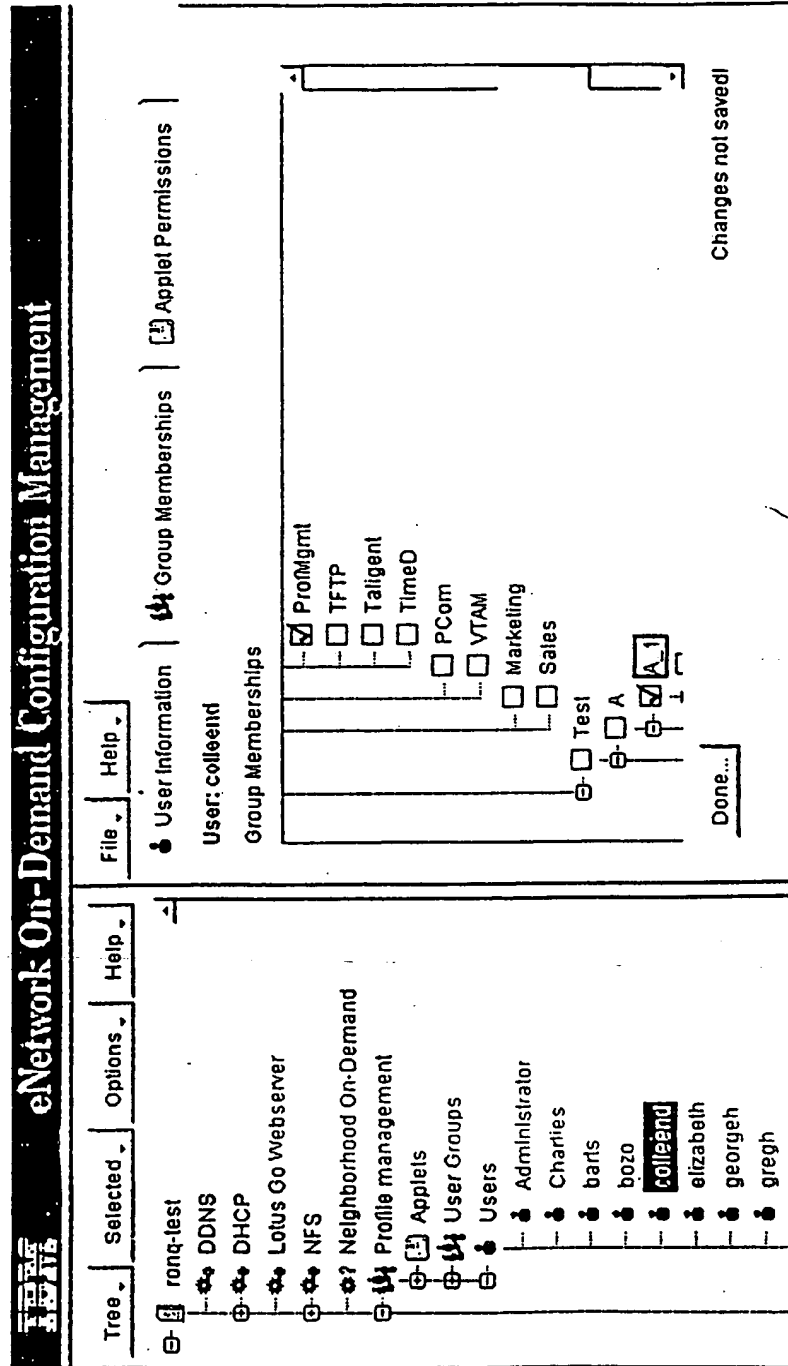 IBM eNetwork On-Demand Configuration Management
Tree Selected Options Help
ronq-test
DDNS
DHCP
Lotus Go Webserver
NFS
Neighborhood On-Demand
Profile management
Applets
User Groups
Users
Administrator
Charlies
barts
bozo
colleend
elizabeth
georgeh
gregh
File Help
User Information Group Memberships Applet Permissions
User: colleend
Group Memberships
ProfMgmt
TFTP
Taligent
TimeD
PCom
VTAM
Marketing
Sales
Test
A
A_1
Done...
Changes not saved!